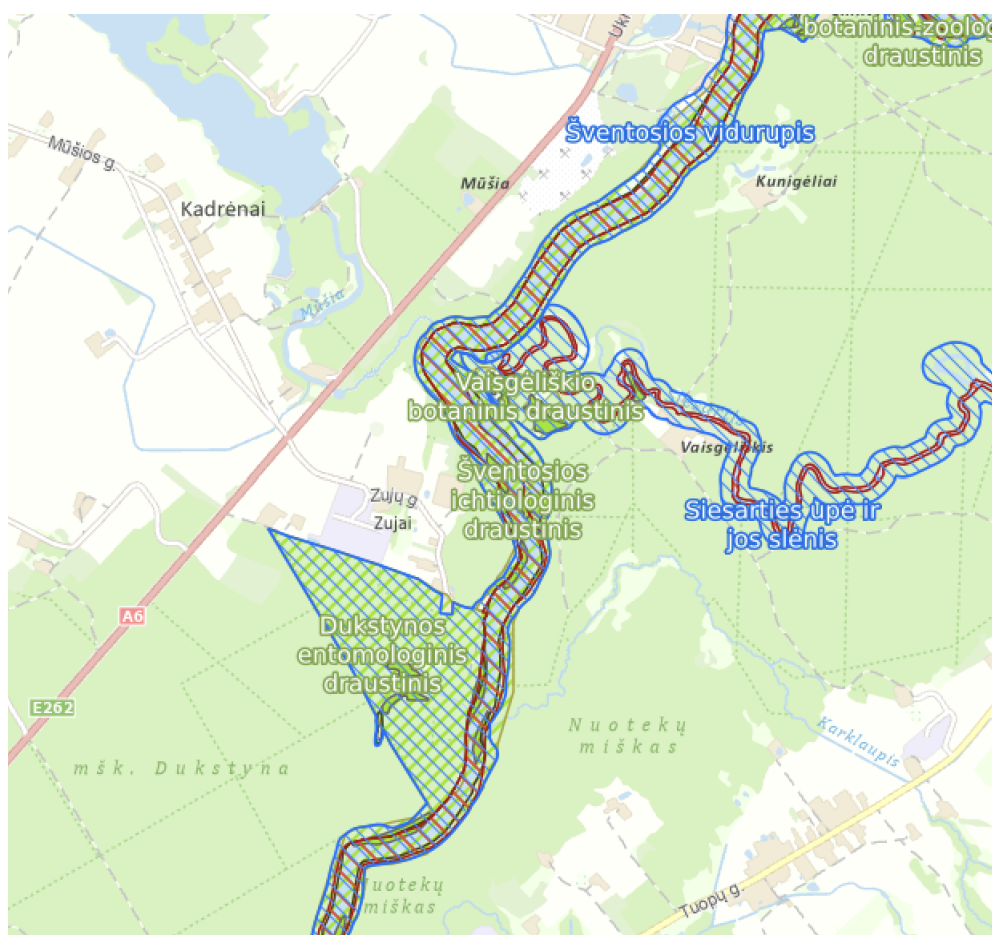 botaninis-zoolog
draustinis
Uk
Šventosios vidurupis
Mūšios g.
Mūšia
Kunigėliai
Kadrėnai
Mūšia
Vaisgėliškio
botaninis draustinis
Vaisgėliškis
Šventosios
ichtiologinis
draustinis
Zujų g
Zujai
Siesarties upė ir
jos slėnis
A6
Dukstynos
entomologinis
draustinis
E262
Nuotekų
miškas
Karklaupis
mšk. Dukstyna
Nuotekų
miškas
Tuopų g.